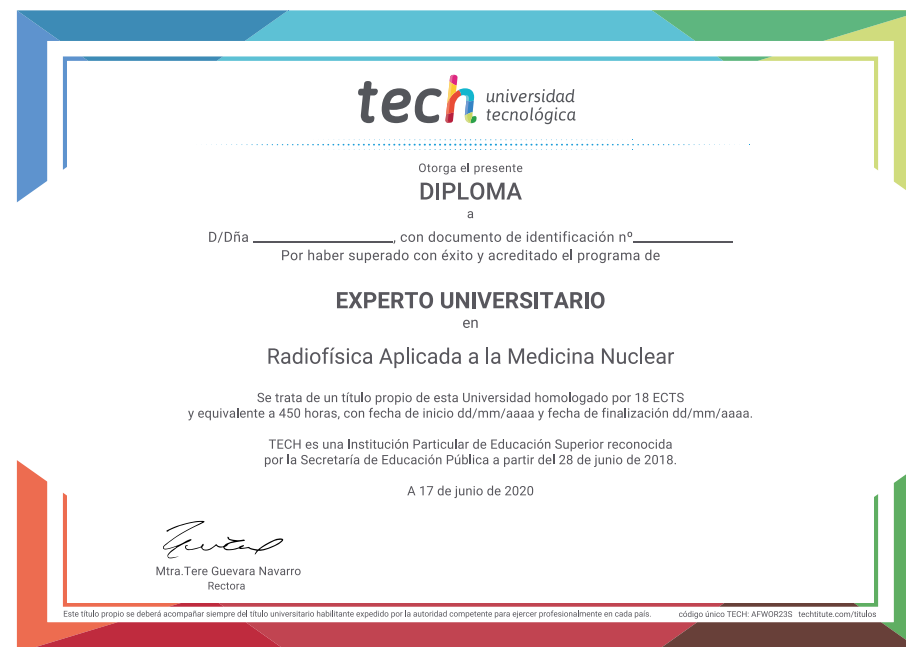 tech universidad
tecnológica
Otorga el presente
DIPLOMA
a
D/Dña ____________, con documento de identificación nº____________
Por haber superado con éxito y acreditado el programa de
EXPERTO UNIVERSITARIO
en
Radiofísica Aplicada a la Medicina Nuclear
Se trata de un título propio de esta Universidad homologado por 18 ECTS
y equivalente a 450 horas, con fecha de inicio dd/mm/aaaa y fecha de finalización dd/mm/aaaa.
TECH es una Institución Particular de Educación Superior reconocida
por la Secretaría de Educación Pública a partir del 28 de junio de 2018.
A 17 de junio de 2020
Mtra.Tere Guevara Navarro
Rectora
Este título propio se deberá acompañar siempre del título universitario habilitante expedido por la autoridad competente para ejercer profesionalmente en cada país. código único TECH: AFWOR23S techtitute.com/titulos